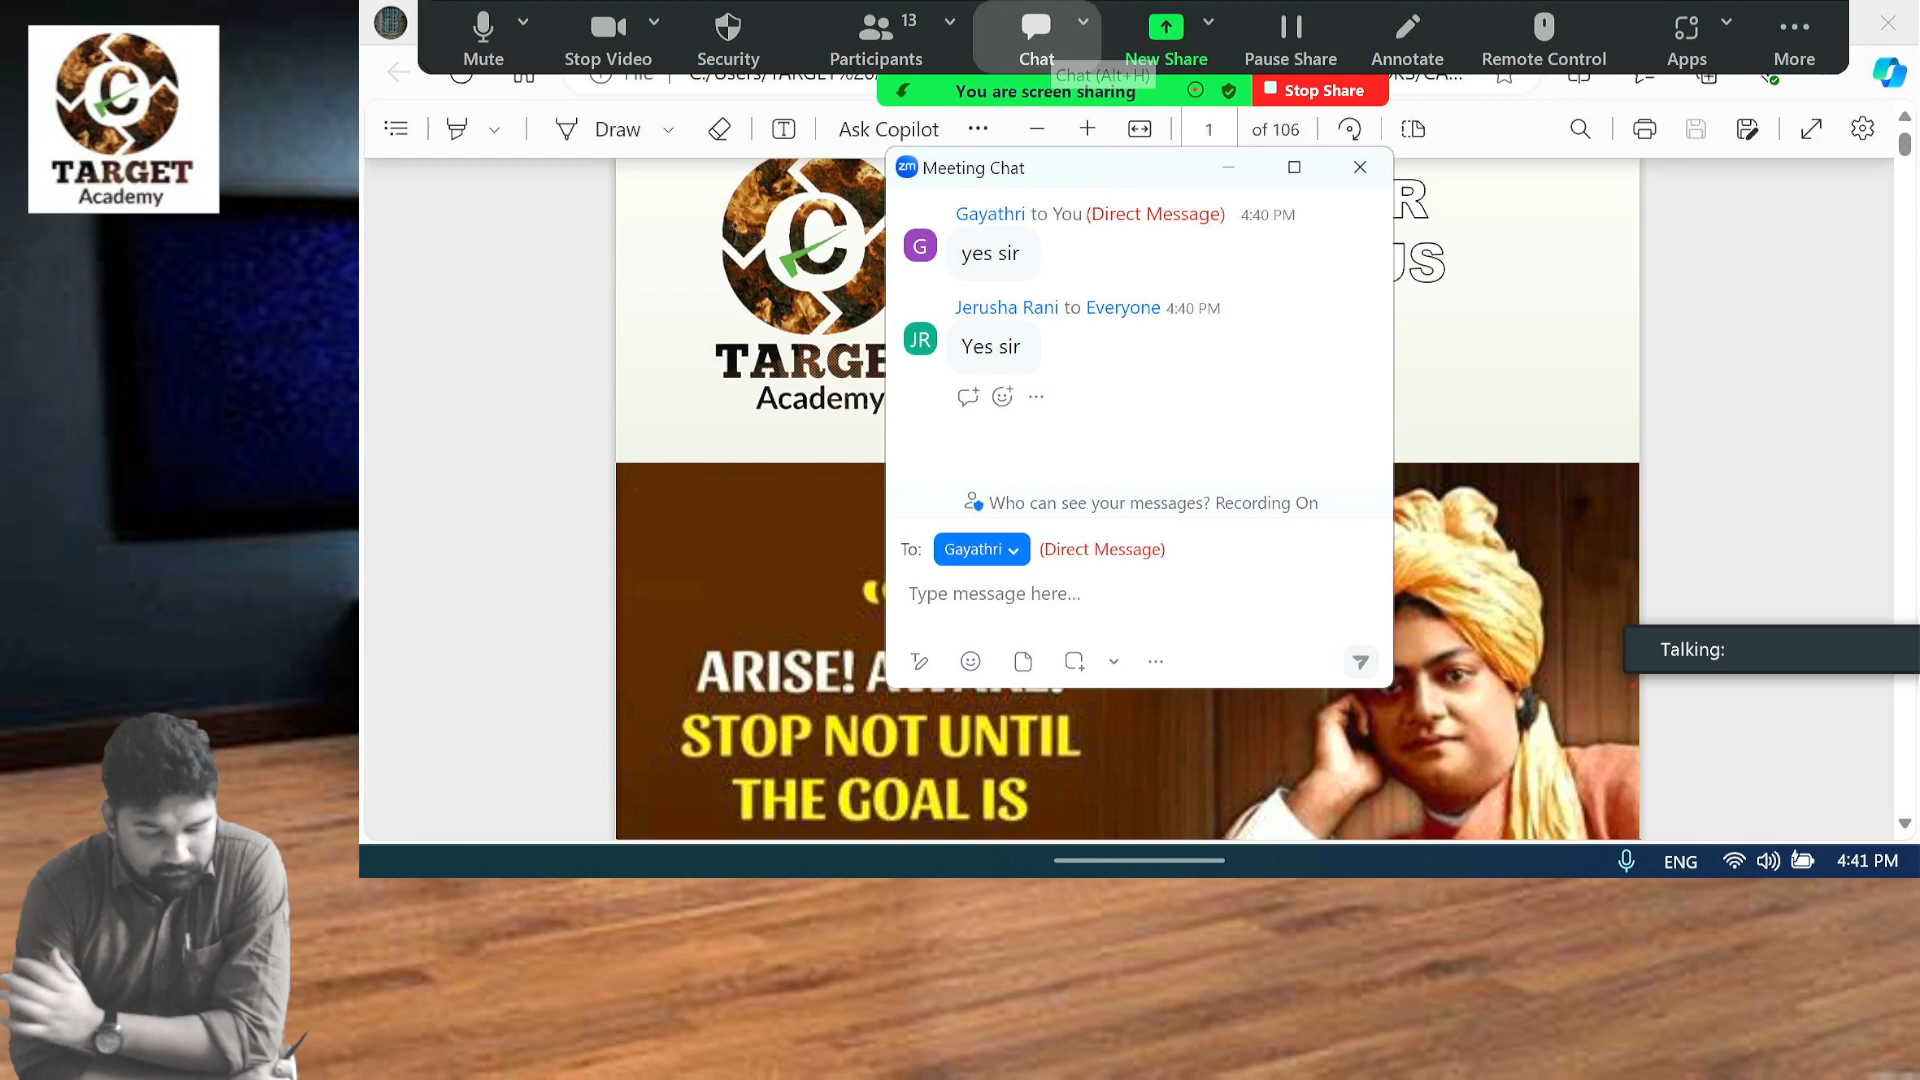 TARGET
Academy
Mute
Stop Video
Security
Participants
13
Chat
New Share
Pause Share
Annotate
Remote Control
Apps
More
Chat (Alt+H)
You are screen sharing
Stop Share
Draw
Ask Copilot
1
of 106
Meeting Chat
Gayathri to You (Direct Message) 4:40 PM
G
yes sir
Jerusha Rani to Everyone 4:40 PM
JR
Yes sir
Who can see your messages? Recording On
To: Gayathri (Direct Message)
Type message here...
R
US
TARGE
Academy
ARISE!
STOP NOT UNTIL
THE GOAL IS
Talking:
ENG
4:41 PM